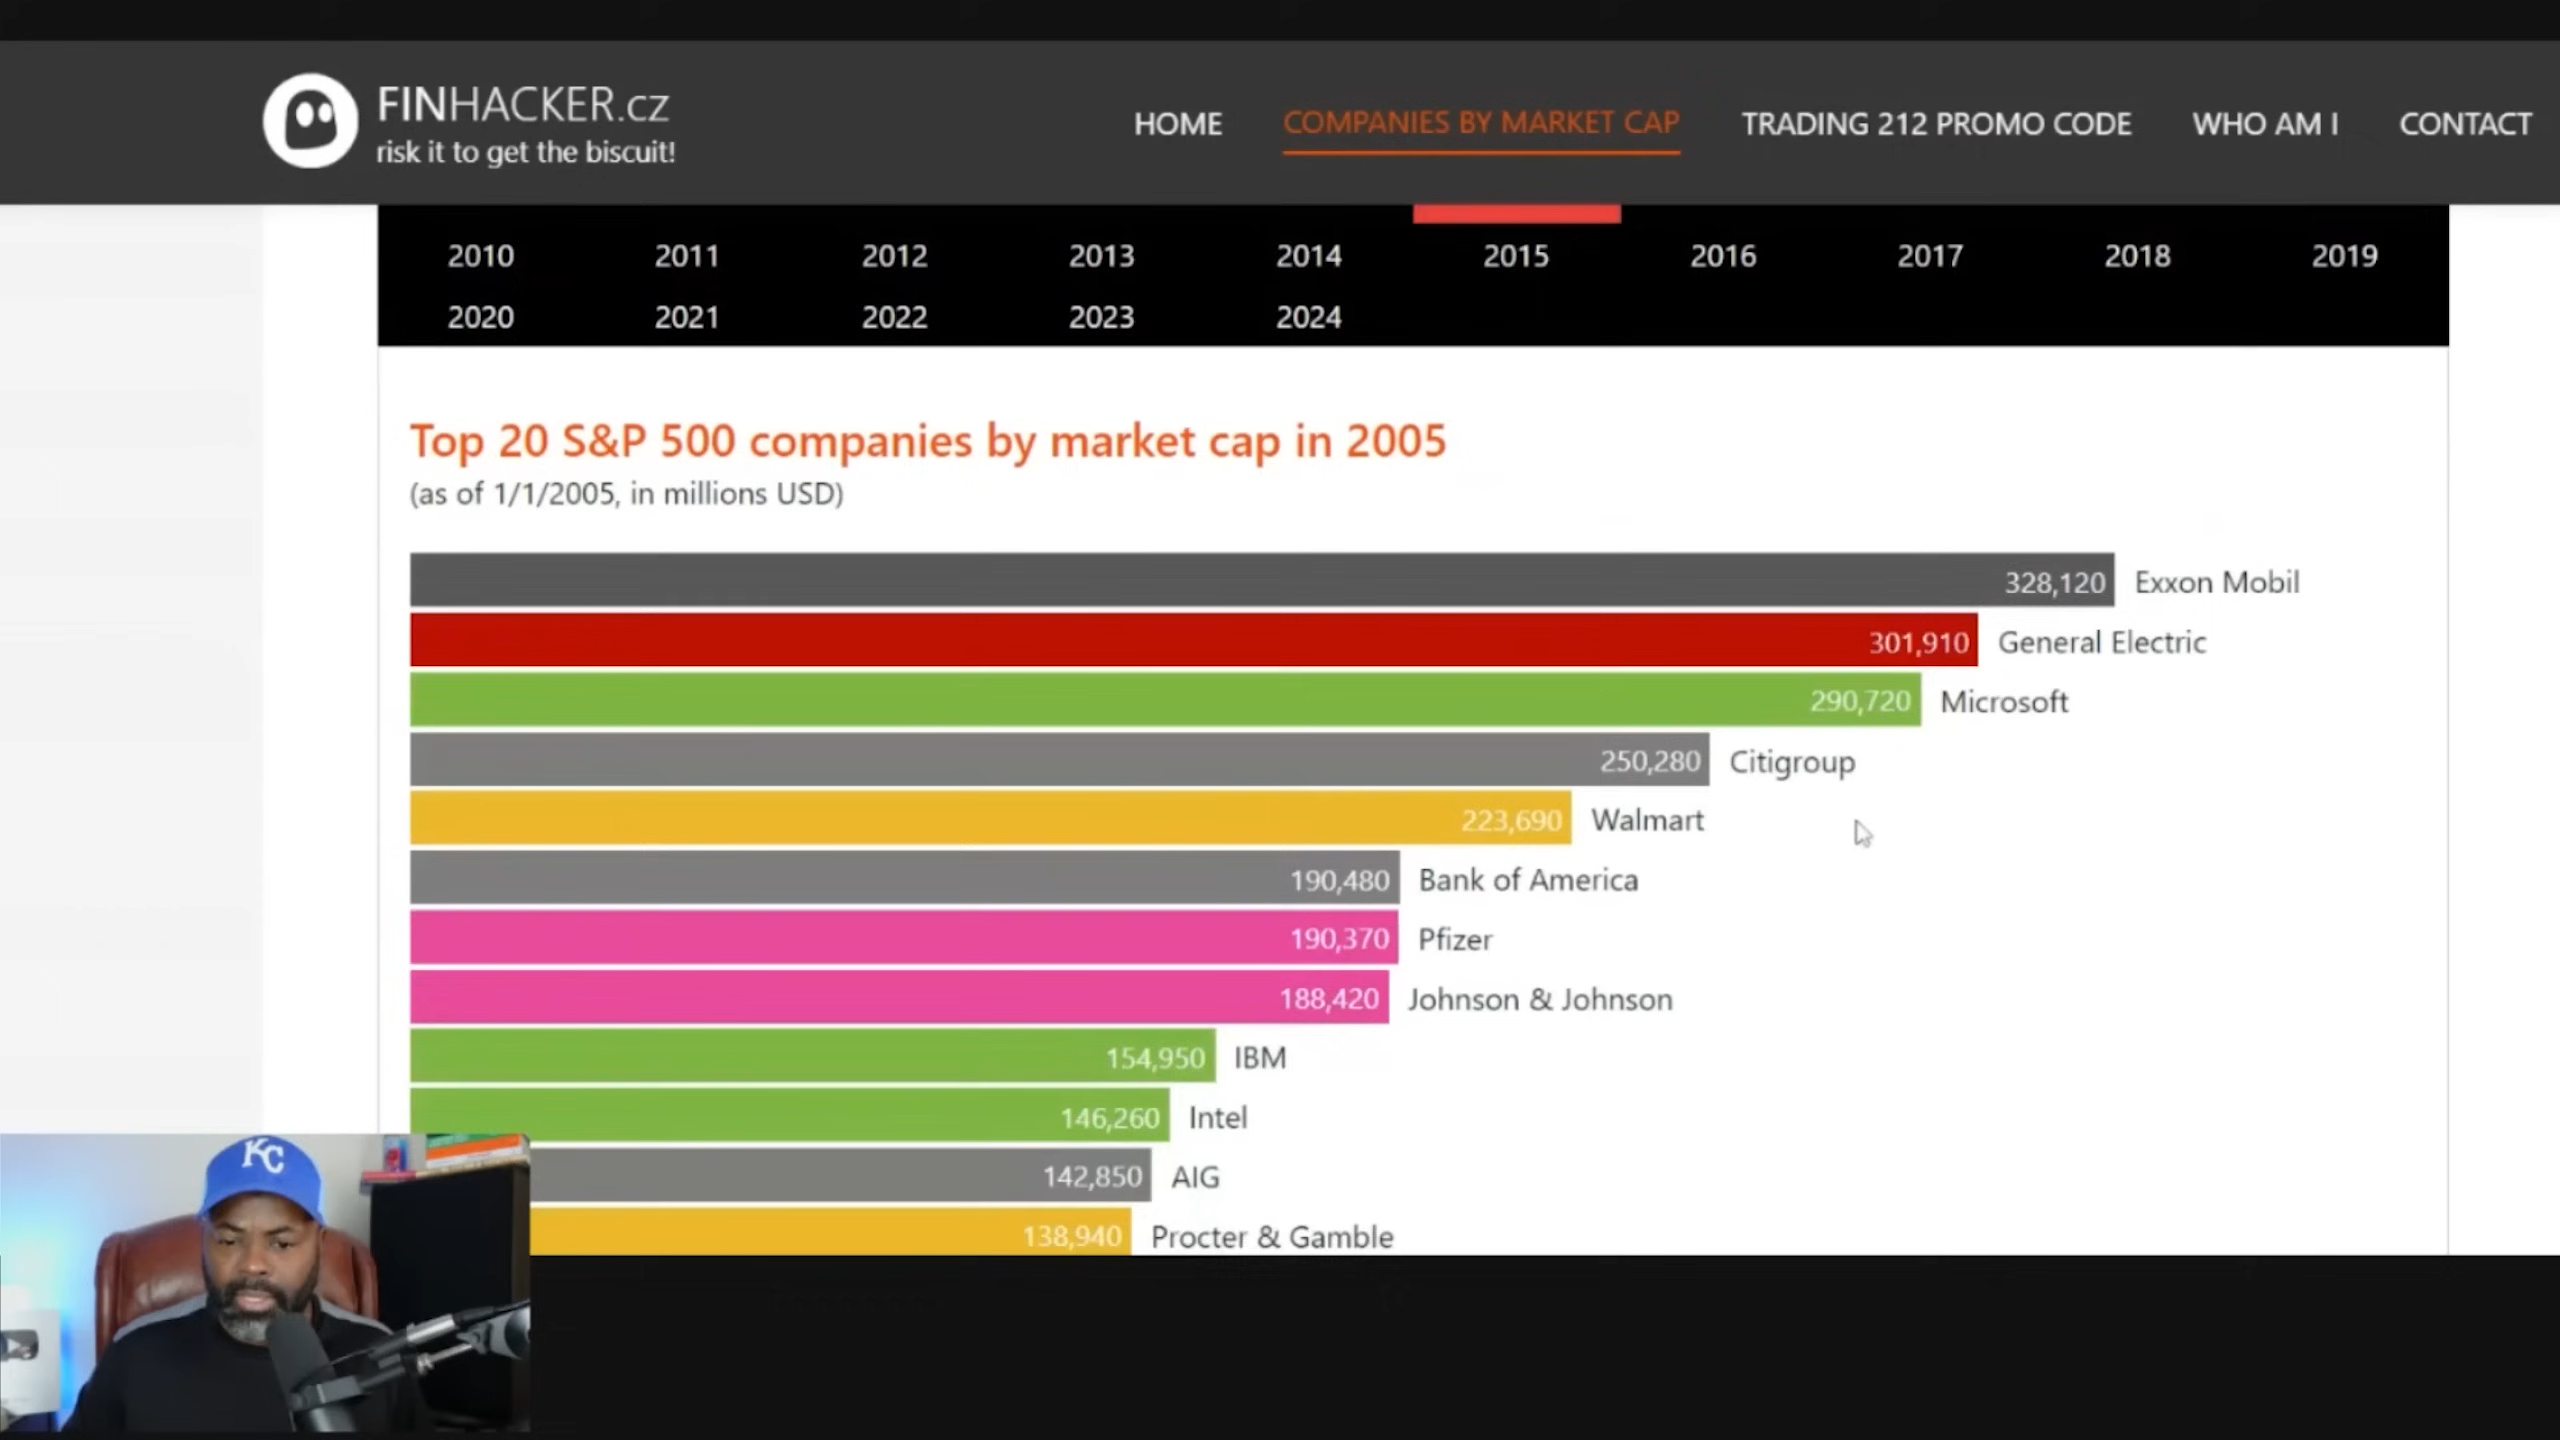 FINHACKER.cz
risk it to get the biscuit!
HOME COMPANIES BY MARKET CAP TRADING 212 PROMO CODE WHO AM I CONTACT
2010 2011 2012 2013 2014 2015 2016 2017 2018 2019
2020 2021 2022 2023 2024
Top 20 S&P 500 companies by market cap in 2005
(as of 1/1/2005, in millions USD)
328,120 Exxon Mobil
301,910 General Electric
290,720 Microsoft
250,280 Citigroup
223,690 Walmart
190,480 Bank of America
190,370 Pfizer
188,420 Johnson & Johnson
154,950 IBM
146,260 Intel
142,850 AIG
138,940 Procter & Gamble
KC